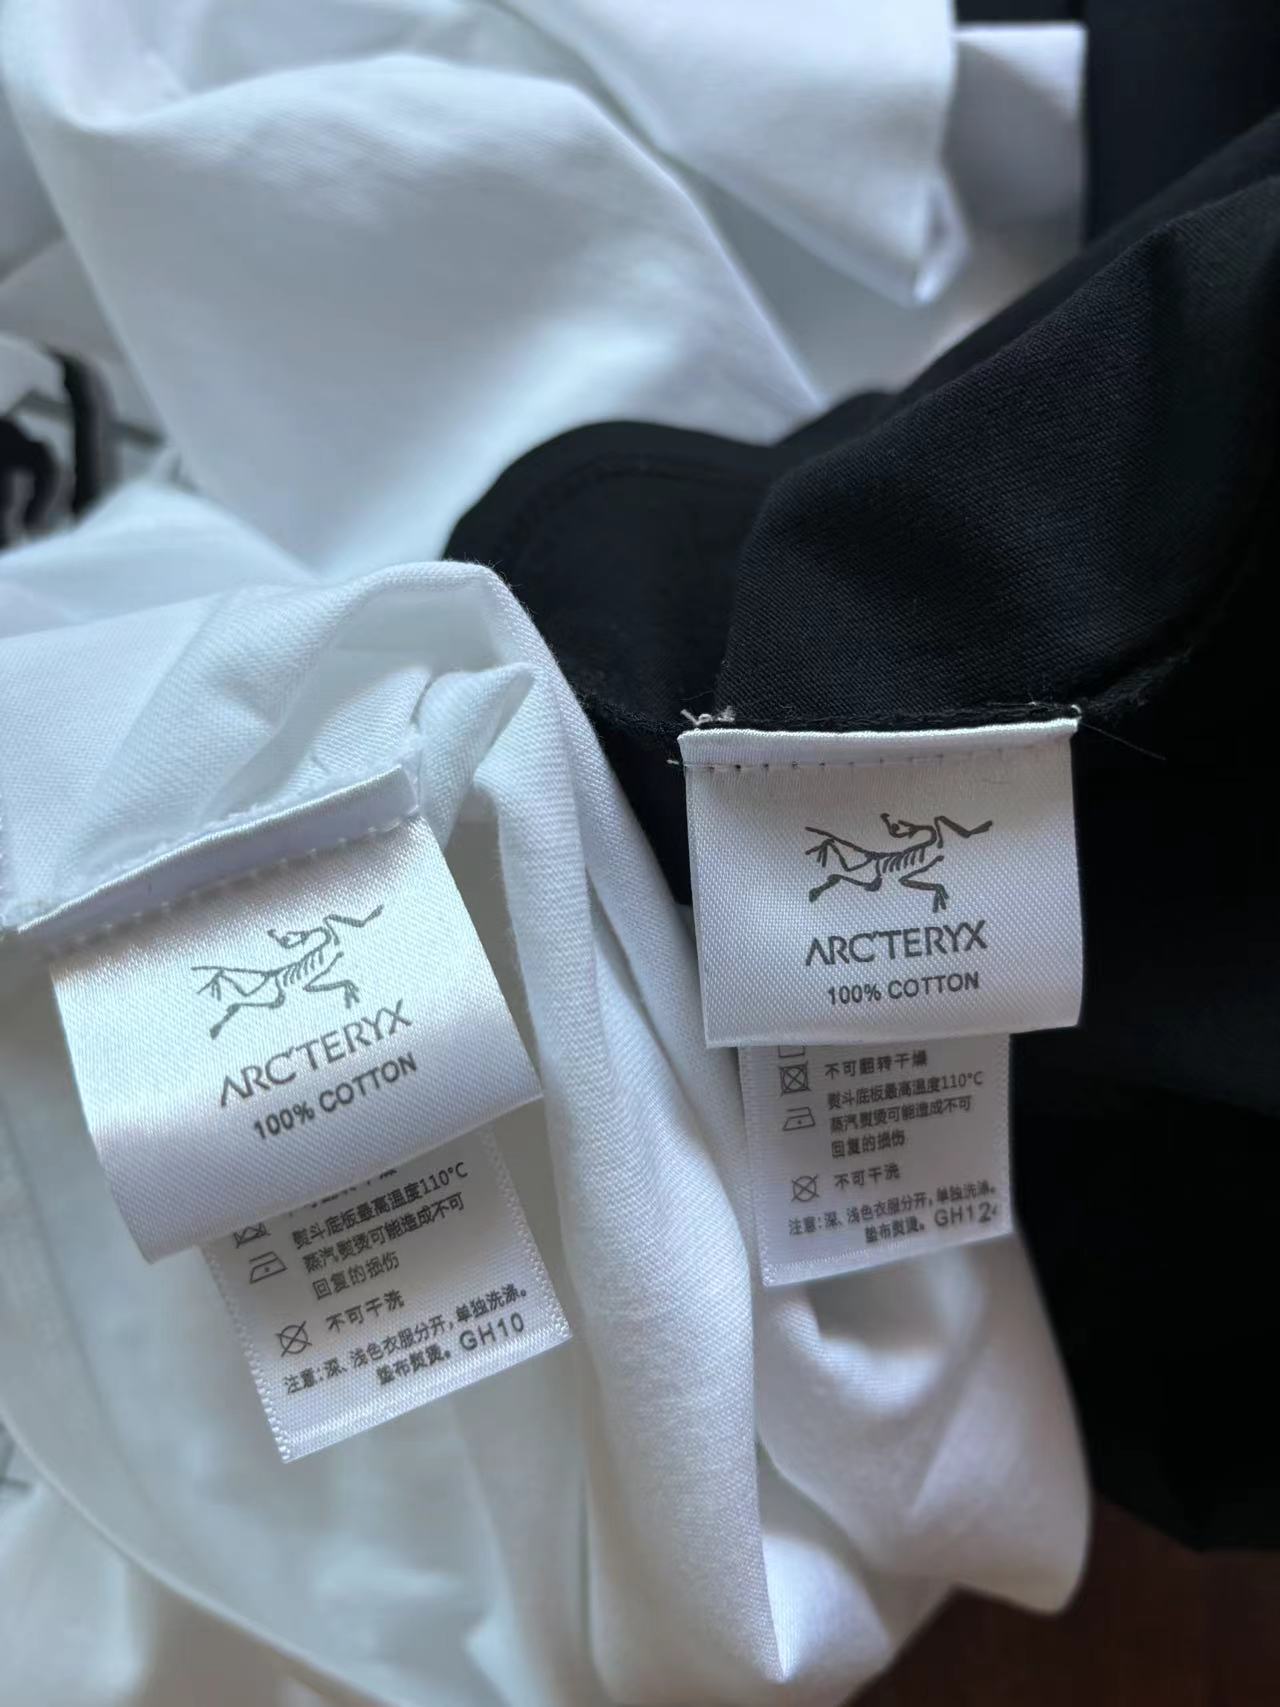 ARC'TERYX
100% COTTON
熨斗底板最高温度110°C
蒸汽熨烫可能造成不可
回复的损伤
不可干洗
注意:深、浅色衣服分开,单独洗涤。
垫布熨烫。GH10
ARC'TERYX
100% COTTON
不可翻转干燥
熨斗底板最高温度110°C
蒸汽熨烫可能造成不可
回复的损伤
不可干洗
注意:深、浅色衣服分开,单独洗涤。
垫布熨烫。GH12